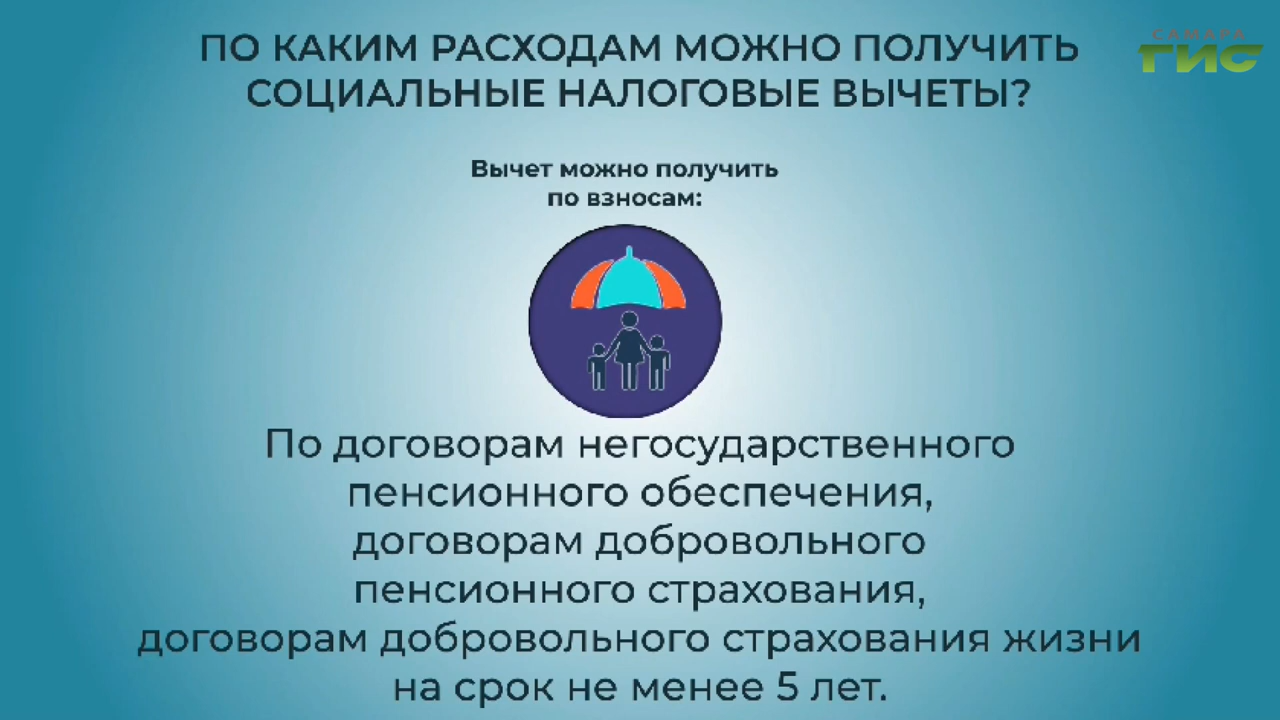 ПО КАКИМ РАСХОДАМ МОЖНО ПОЛУЧИТЬ
СОЦИАЛЬНЫЕ НАЛОГОВЫЕ ВЫЧЕТЫ?
САМАРА
ГИС
Вычет можно получить
по взносам:
По договорам негосударственного
пенсионного обеспечения,
договорам добровольного
пенсионного страхования,
договорам добровольного страхования жизни
на срок не менее 5 лет.